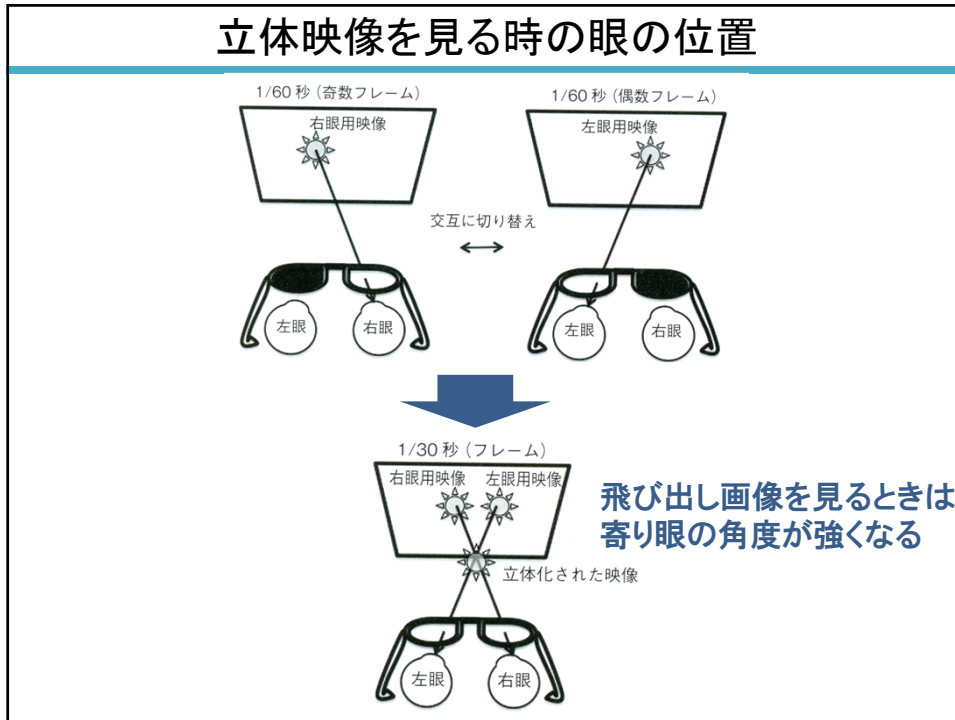 立体映像を見る時の眼の位置
1/60 秒（奇数フレーム）
1/60 秒（偶数フレーム）
右眼用映像
左眼用映像
交互に切り替え
左眼
右眼
左眼
右眼
1/30 秒（フレーム）
右眼用映像
左眼用映像
飛び出し画像を見るときは
寄り眼の角度が強くなる
立体化された映像
左眼
右眼